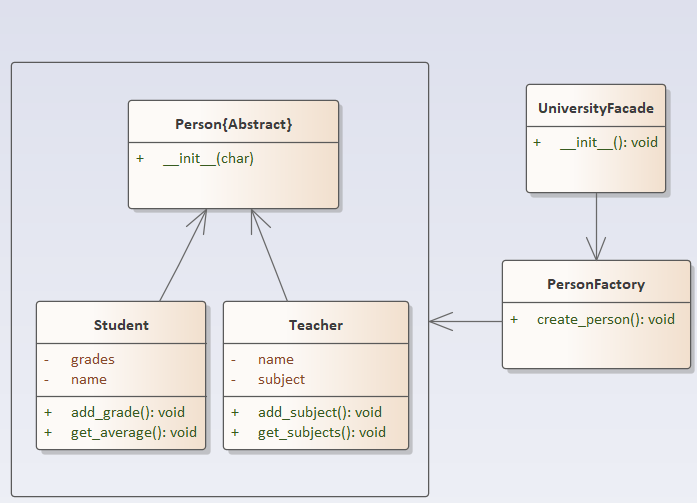 Person{Abstract}
+ __init__(char)
UniversityFacade
+ __init__(): void
PersonFactory
+ create_person(): void
Student
- grades
- name
+ add_grade(): void
+ get_average(): void
Teacher
- name
- subject
+ add_subject(): void
+ get_subjects(): void